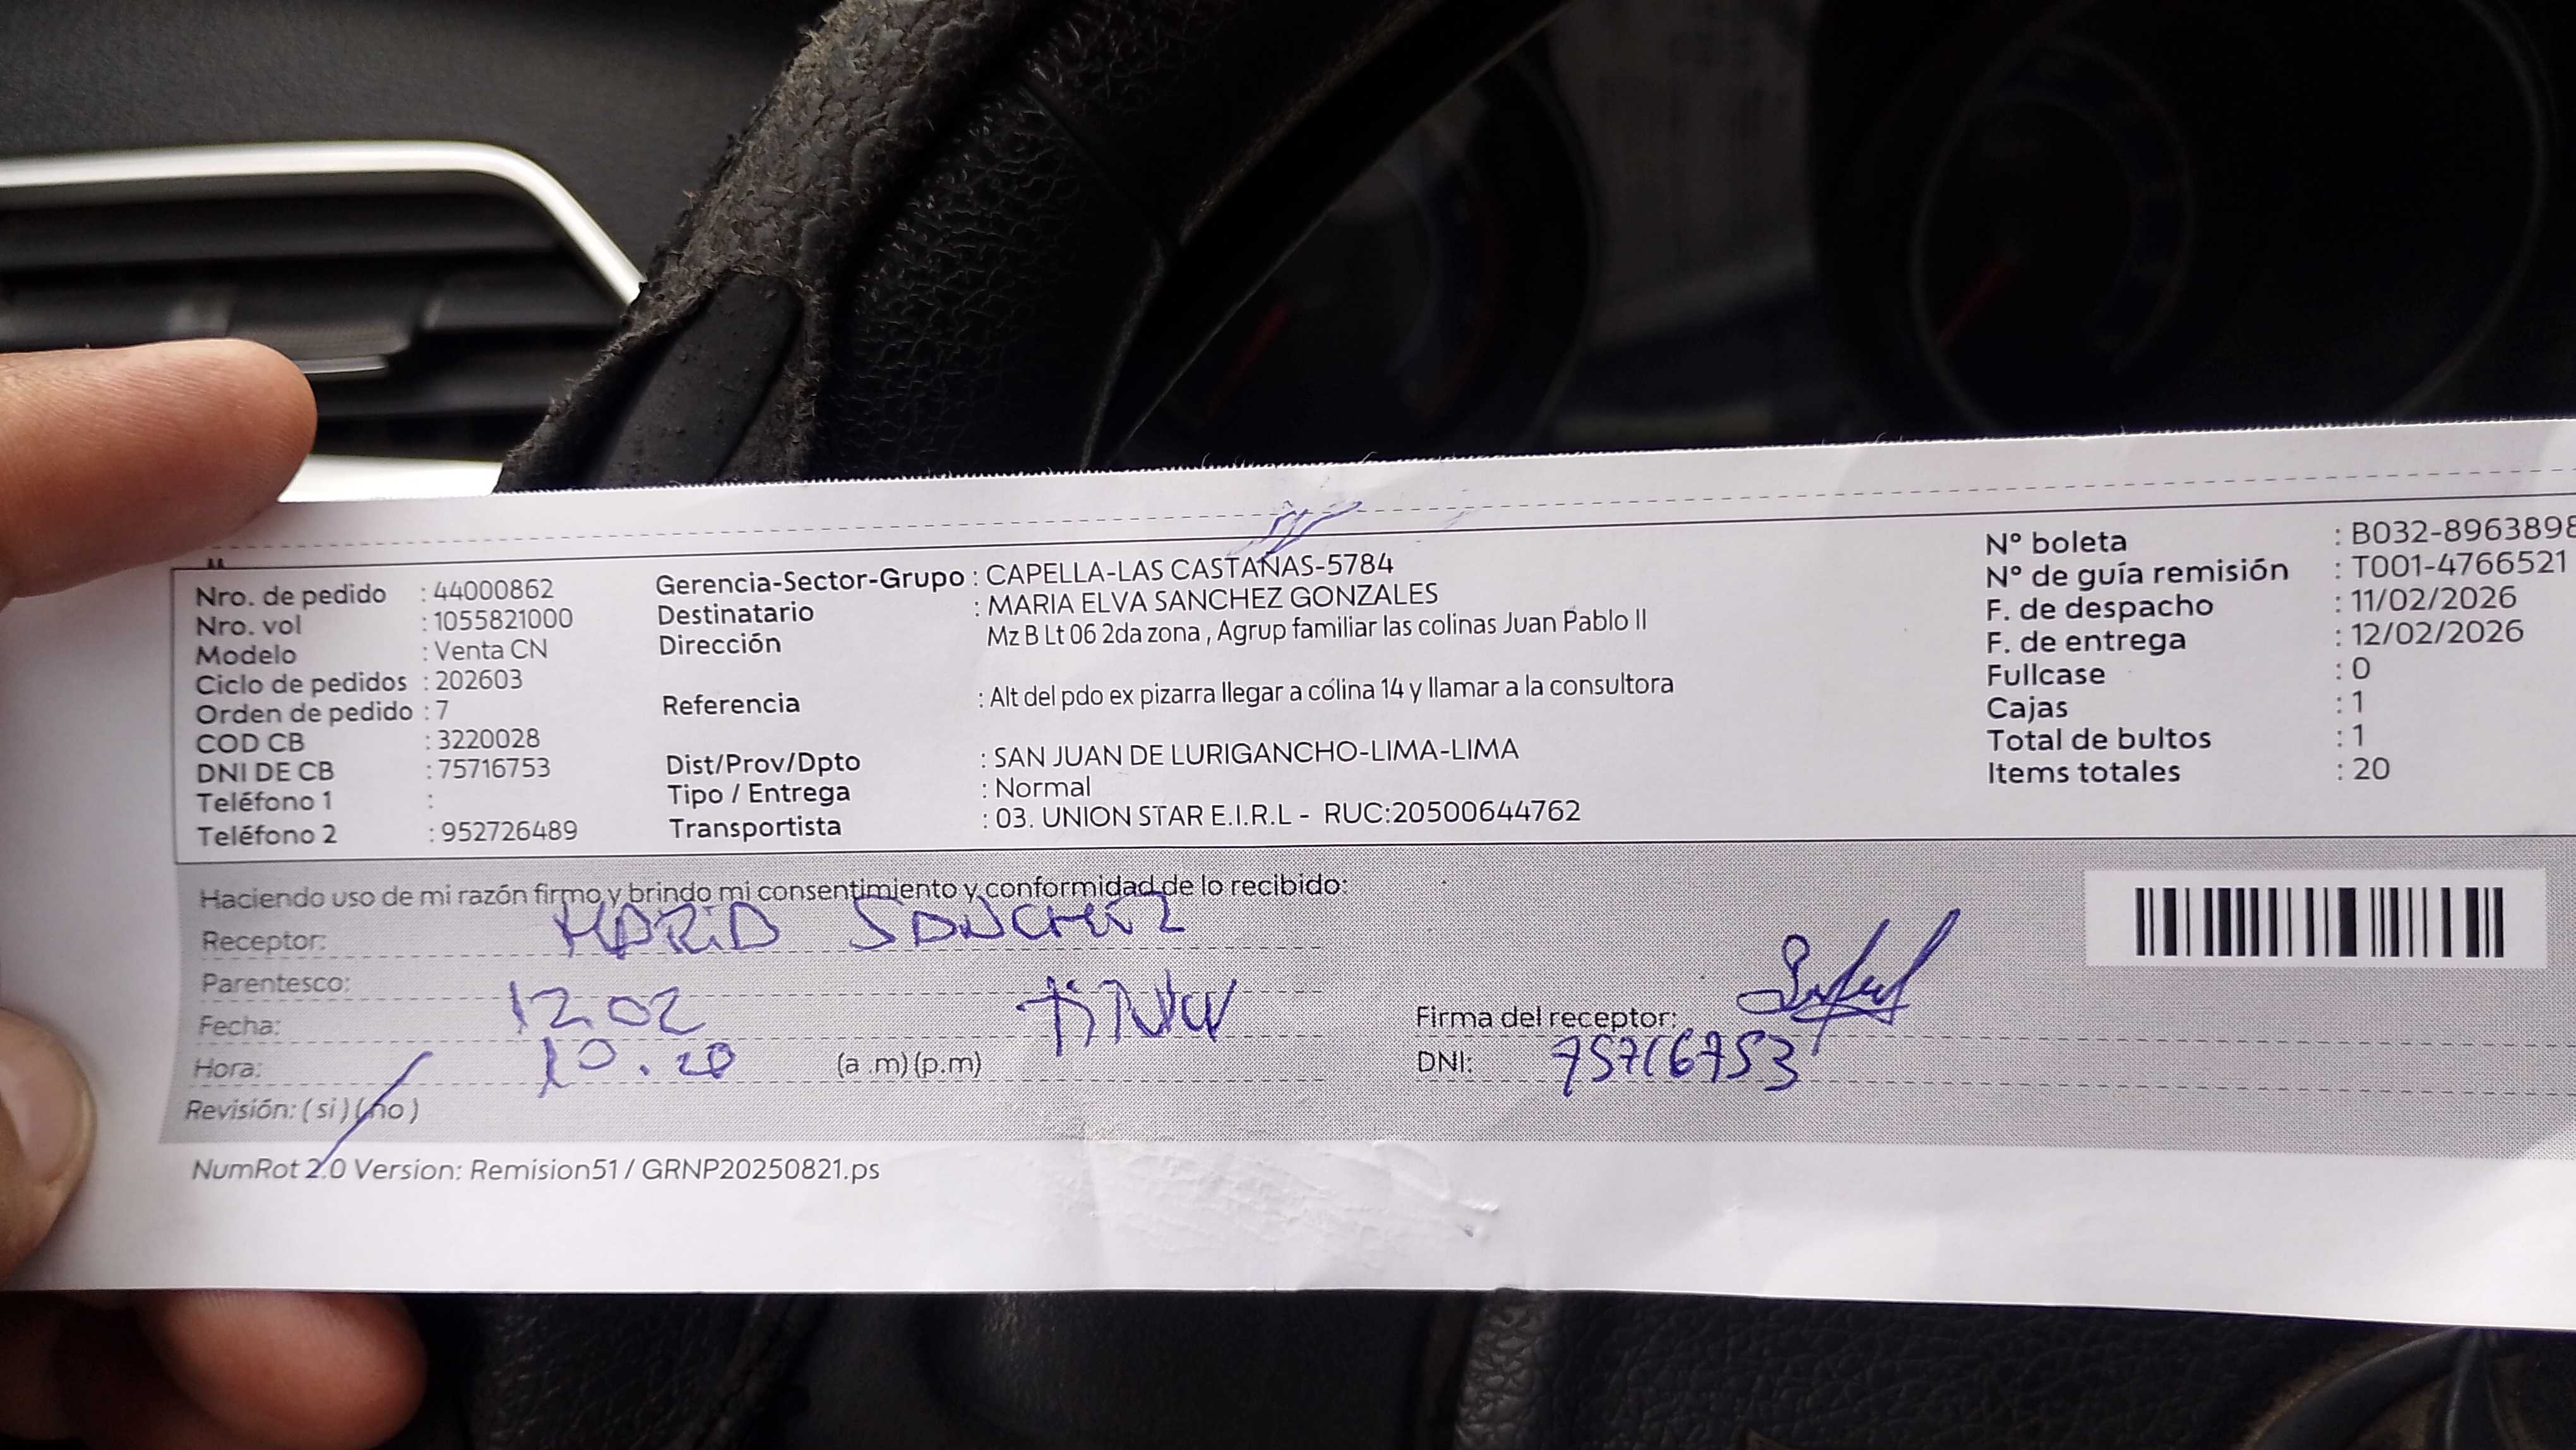 Nro. de pedido : 44000862
Nro. vol : 1055821000
Modelo : Venta CN
Ciclo de pedidos : 202603
Orden de pedido : 7
COD CB : 3220028
DNI DE CB : 75716753
Teléfono 1 :
Teléfono 2 : 952726489
Gerencia-Sector-Grupo : CAPELLA-LAS CASTAÑAS-5784
Destinatario : MARIA ELVA SANCHEZ GONZALES
Dirección Mz B Lt 06 2da zona , Agrup familiar las colinas Juan Pablo II
Referencia : Alt del pdo ex pizarra llegar a colina 14 y llamar a la consultora
Dist/Prov/Dpto : SAN JUAN DE LURIGANCHO-LIMA-LIMA
Tipo / Entrega : Normal
Transportista : 03. UNION STAR E.I.R.L - RUC:20500644762
N° boleta : B032-8963898
N° de guía remisión : T001-4766521
F. de despacho : 11/02/2026
F. de entrega : 12/02/2026
Fullcase : 0
Cajas : 1
Total de bultos : 1
Items totales : 20
Haciendo uso de mi razón firmo y brindo mi consentimiento y conformidad de lo recibido:
Receptor: MARIA SANCHEZ
Parentesco:
Fecha: 12.02
Hora: 10.20 (a.m) (p.m)
Revisión: ( si ) ( no )
Firma del receptor:
DNI: 75716753
NumRot 2.0 Version: Remision51 / GRNP20250821.ps